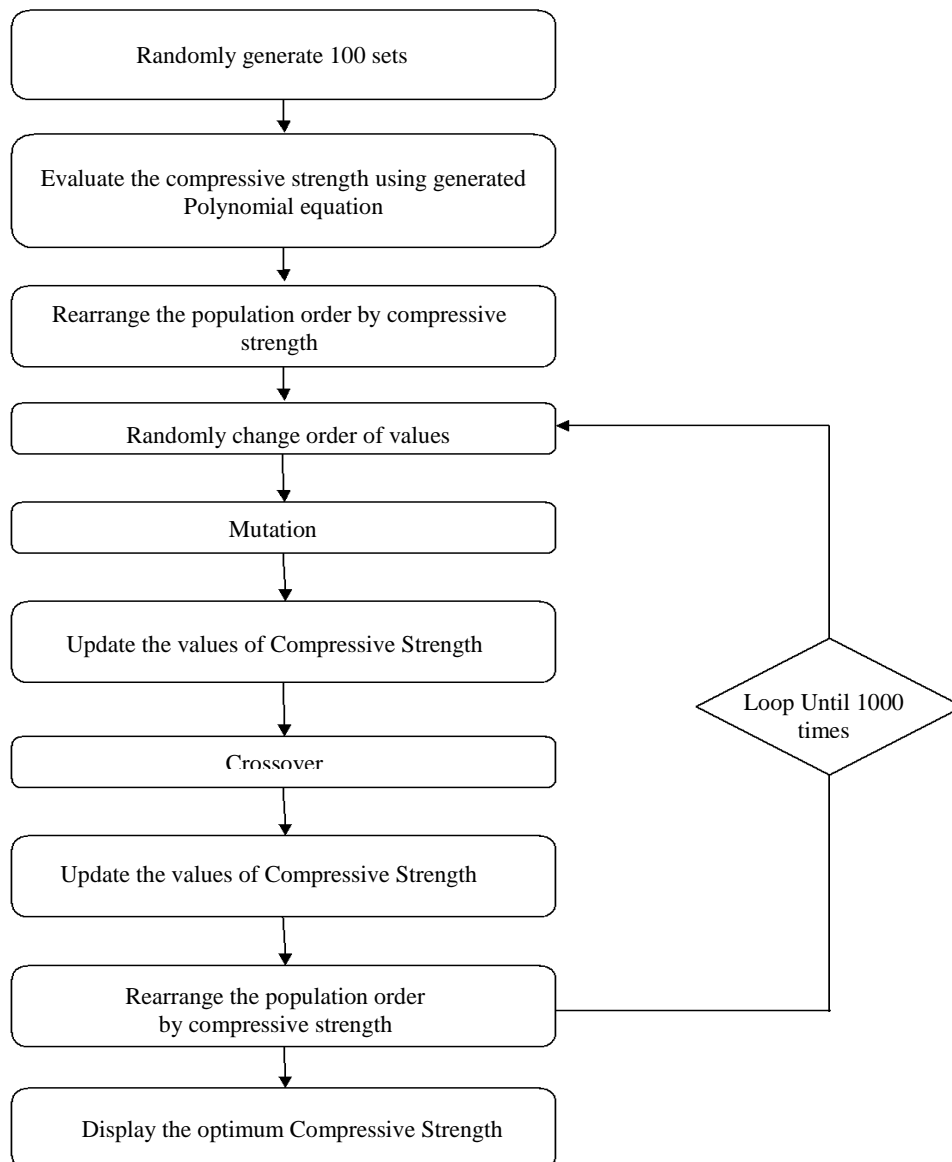 Randomly generate 100 sets
Evaluate the compressive strength using generated
Polynomial equation
Rearrange the population order by compressive
strength
Randomly change order of values
Mutation
Update the values of Compressive Strength
Loop Until 1000
times
Crossover
Update the values of Compressive Strength
Rearrange the population order
by compressive strength
Display the optimum Compressive Strength